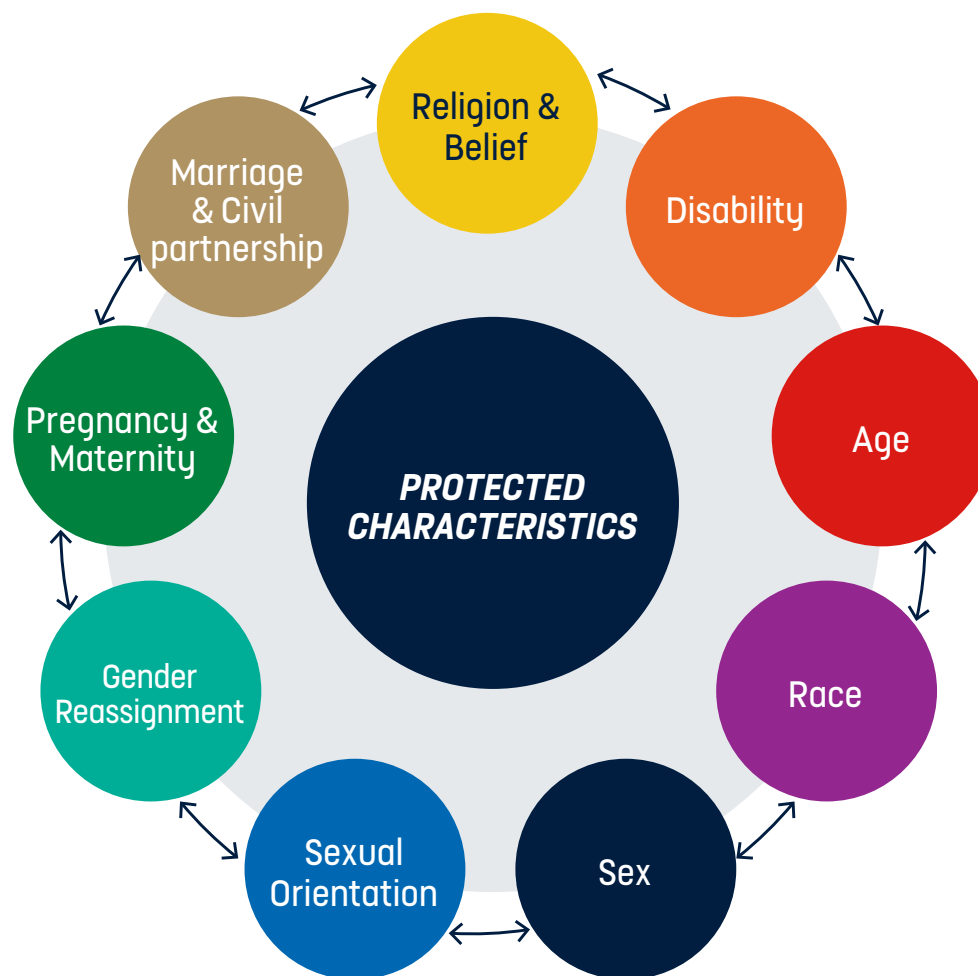 Religion &
Belief
Disability
Age
Race
Sex
Sexual
Orientation
Gender
Reassignment
Pregnancy &
Maternity
Marriage
& Civil
partnership
PROTECTED
CHARACTERISTICS